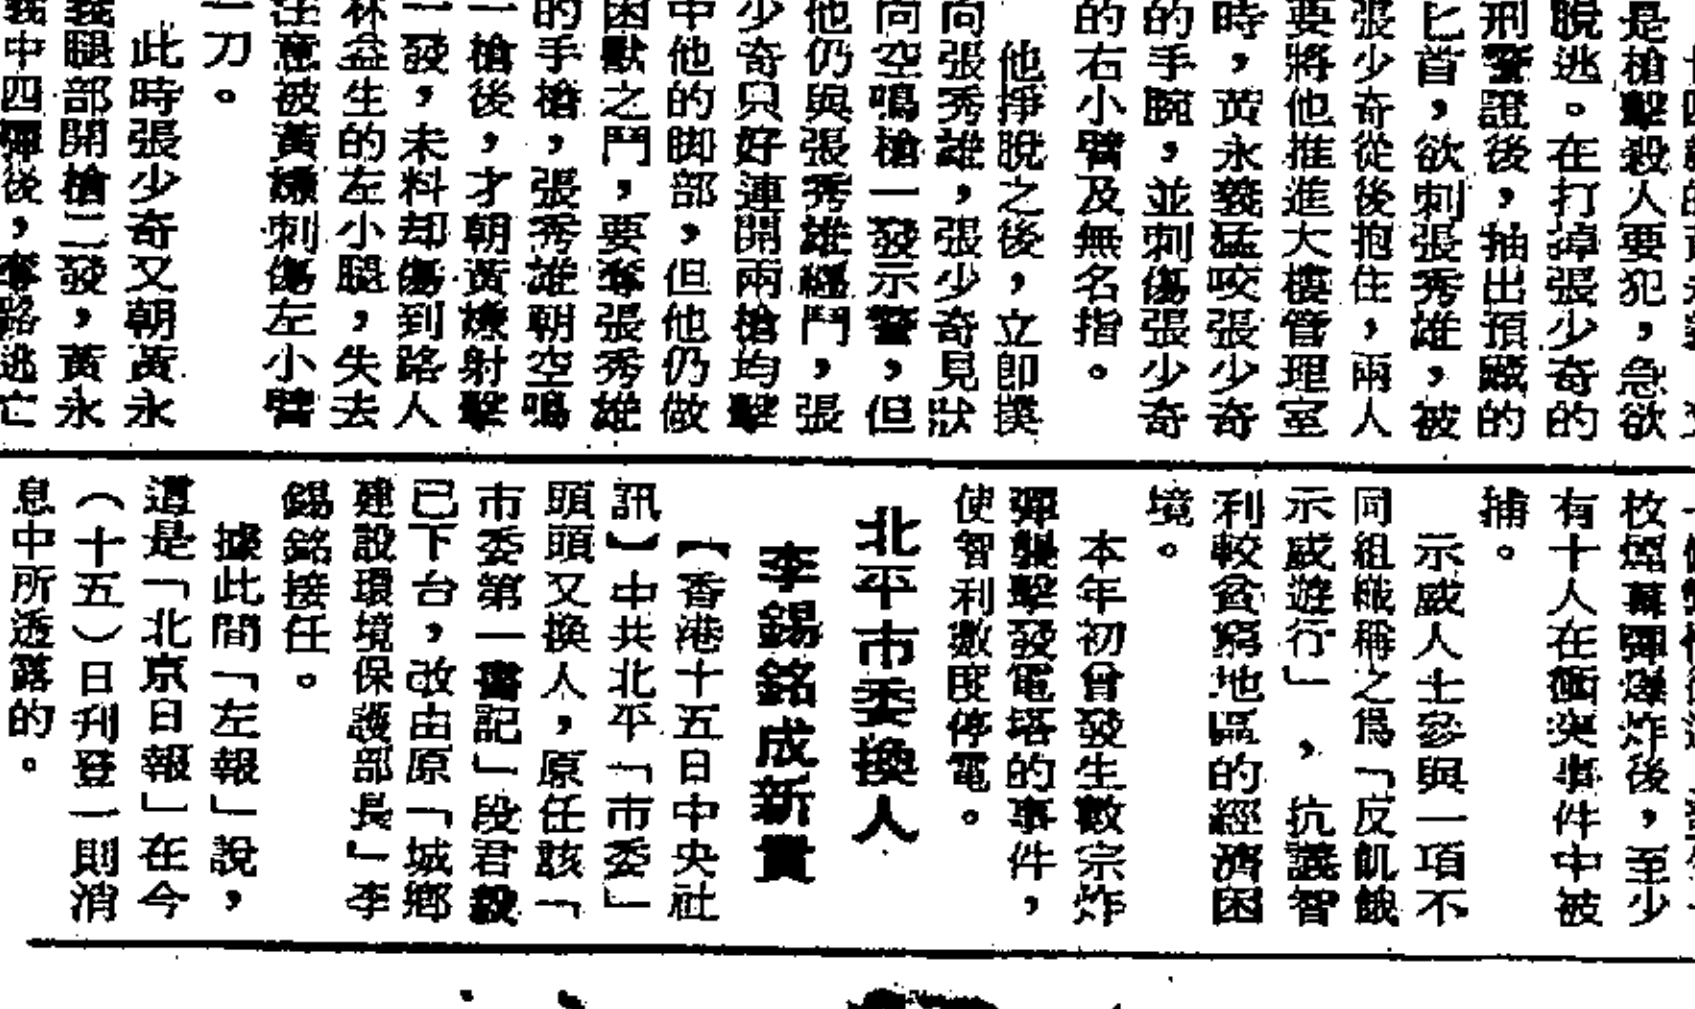 是槍擊殺人要犯，急欲
脫逃。在打掉張少奇的
刑警證後，抽出預藏的
匕首，欲刺張秀雄，被
張少奇從後抱住，兩人
要將他推進大樓管理室
時，黃永義猛咬張少奇
的手腕，並刺傷張少奇
的右小臂及無名指。
他掙脫之後，立即撲
向張秀雄，張少奇見狀
向空鳴槍一發示警，但
他仍與張秀雄纏鬥，張
少奇只好連開兩槍均擊
中他的脚部，但他仍做
困獸之鬥，要奪張秀雄
的手槍，張秀雄朝空鳴
一槍後，才朝黃嫌射擊
一發，未料却傷到路人
林益生的左小腿，失去
注意被黃嫌刺傷左小臂
一刀。
此時張少奇又朝黃永
義腿部開槍二發，黃永
義中四彈後，奪路逃亡
枚煙幕彈爆炸後，至少
有十人在衝突事件中被
捕。
示威人士參與一項不
同組織稱之爲「反飢餓
示威遊行」，抗議智
利較貧窮地區的經濟困
境。
本年初曾發生數宗炸
彈襲擊發電塔的事件，
使智利數度停電。
北平市委換人
李錫銘成新貴
【香港十五日中央社
訊】中共北平「市委」
頭頭又換人，原任該「
市委第一書記」段君毅
已下台，改由原「城鄉
建設環境保護部長」李
錫銘接任。
據此間「左報」說，
這是「北京日報」在今
（十五）日刋登一則消
息中所透露的。